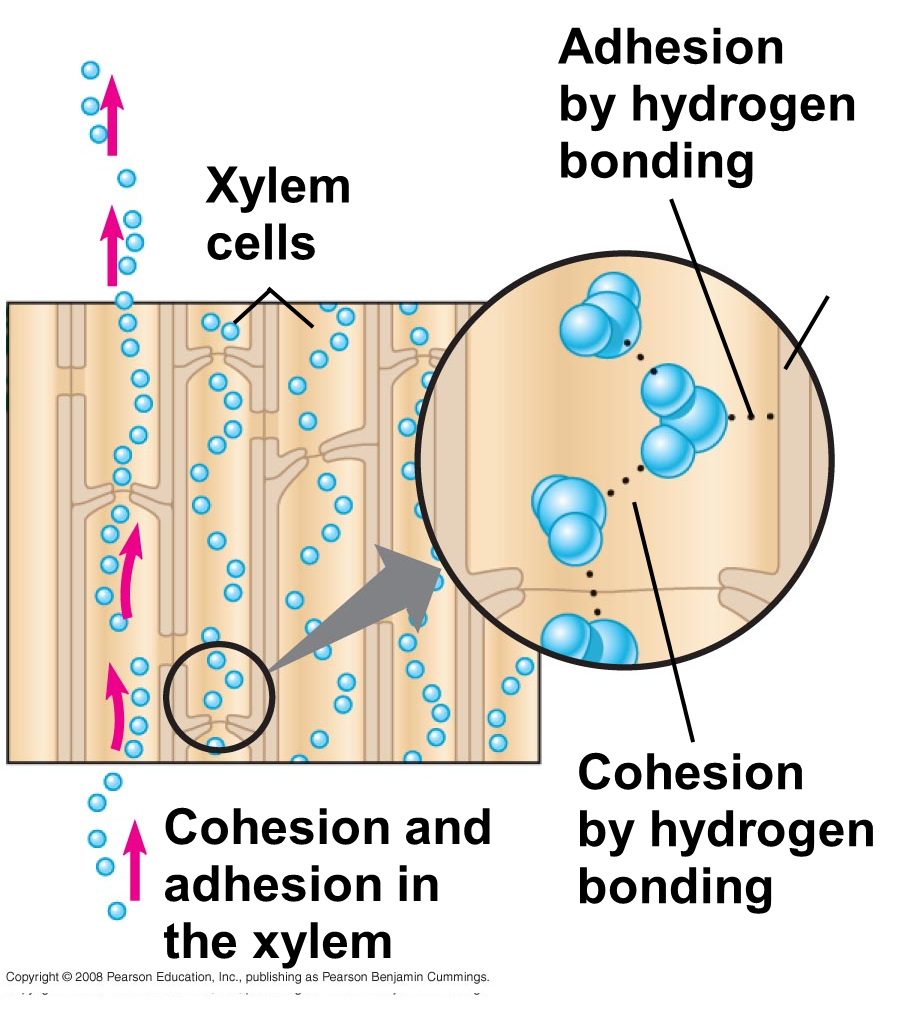 Adhesion
by hydrogen
bonding
Xylem
cells
Cohesion
by hydrogen
bonding
Cohesion and
adhesion in
the xylem
Copyright © 2008 Pearson Education, Inc., publishing as Pearson Benjamin Cummings.